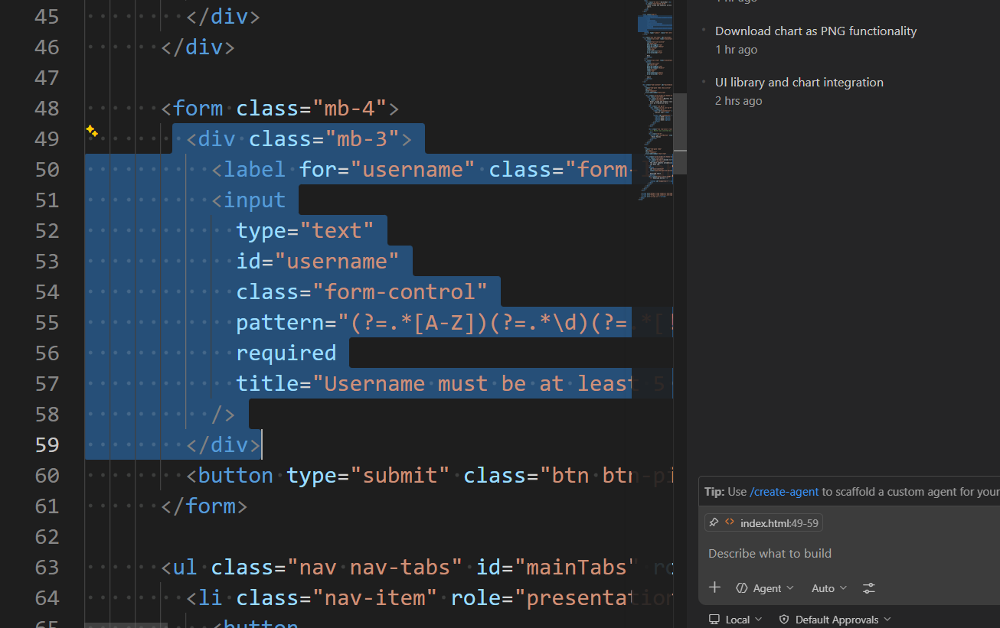 45 </div>
46 </div>
47
48 <form class="mb-4">
49 <div class="mb-3">
50 <label for="username" class="form-
51 <input
52 type="text"
53 id="username"
54 class="form-control"
55 pattern="(?=.*[A-Z])(?=.*\d)(?=.*[!
56 required
57 title="Username must be at least 5
58 />
59 </div>
60 <button type="submit" class="btn btn-pi
61 </form>
62
63 <ul class="nav nav-tabs" id="mainTabs" ro
64 <li class="nav-item" role="presentation
65 <button
1 hr ago
Download chart as PNG functionality
1 hr ago
UI library and chart integration
2 hrs ago
Tip: Use /create-agent to scaffold a custom agent for your
index.html:49-59
Describe what to build
Agent
Auto
Local
Default Approvals